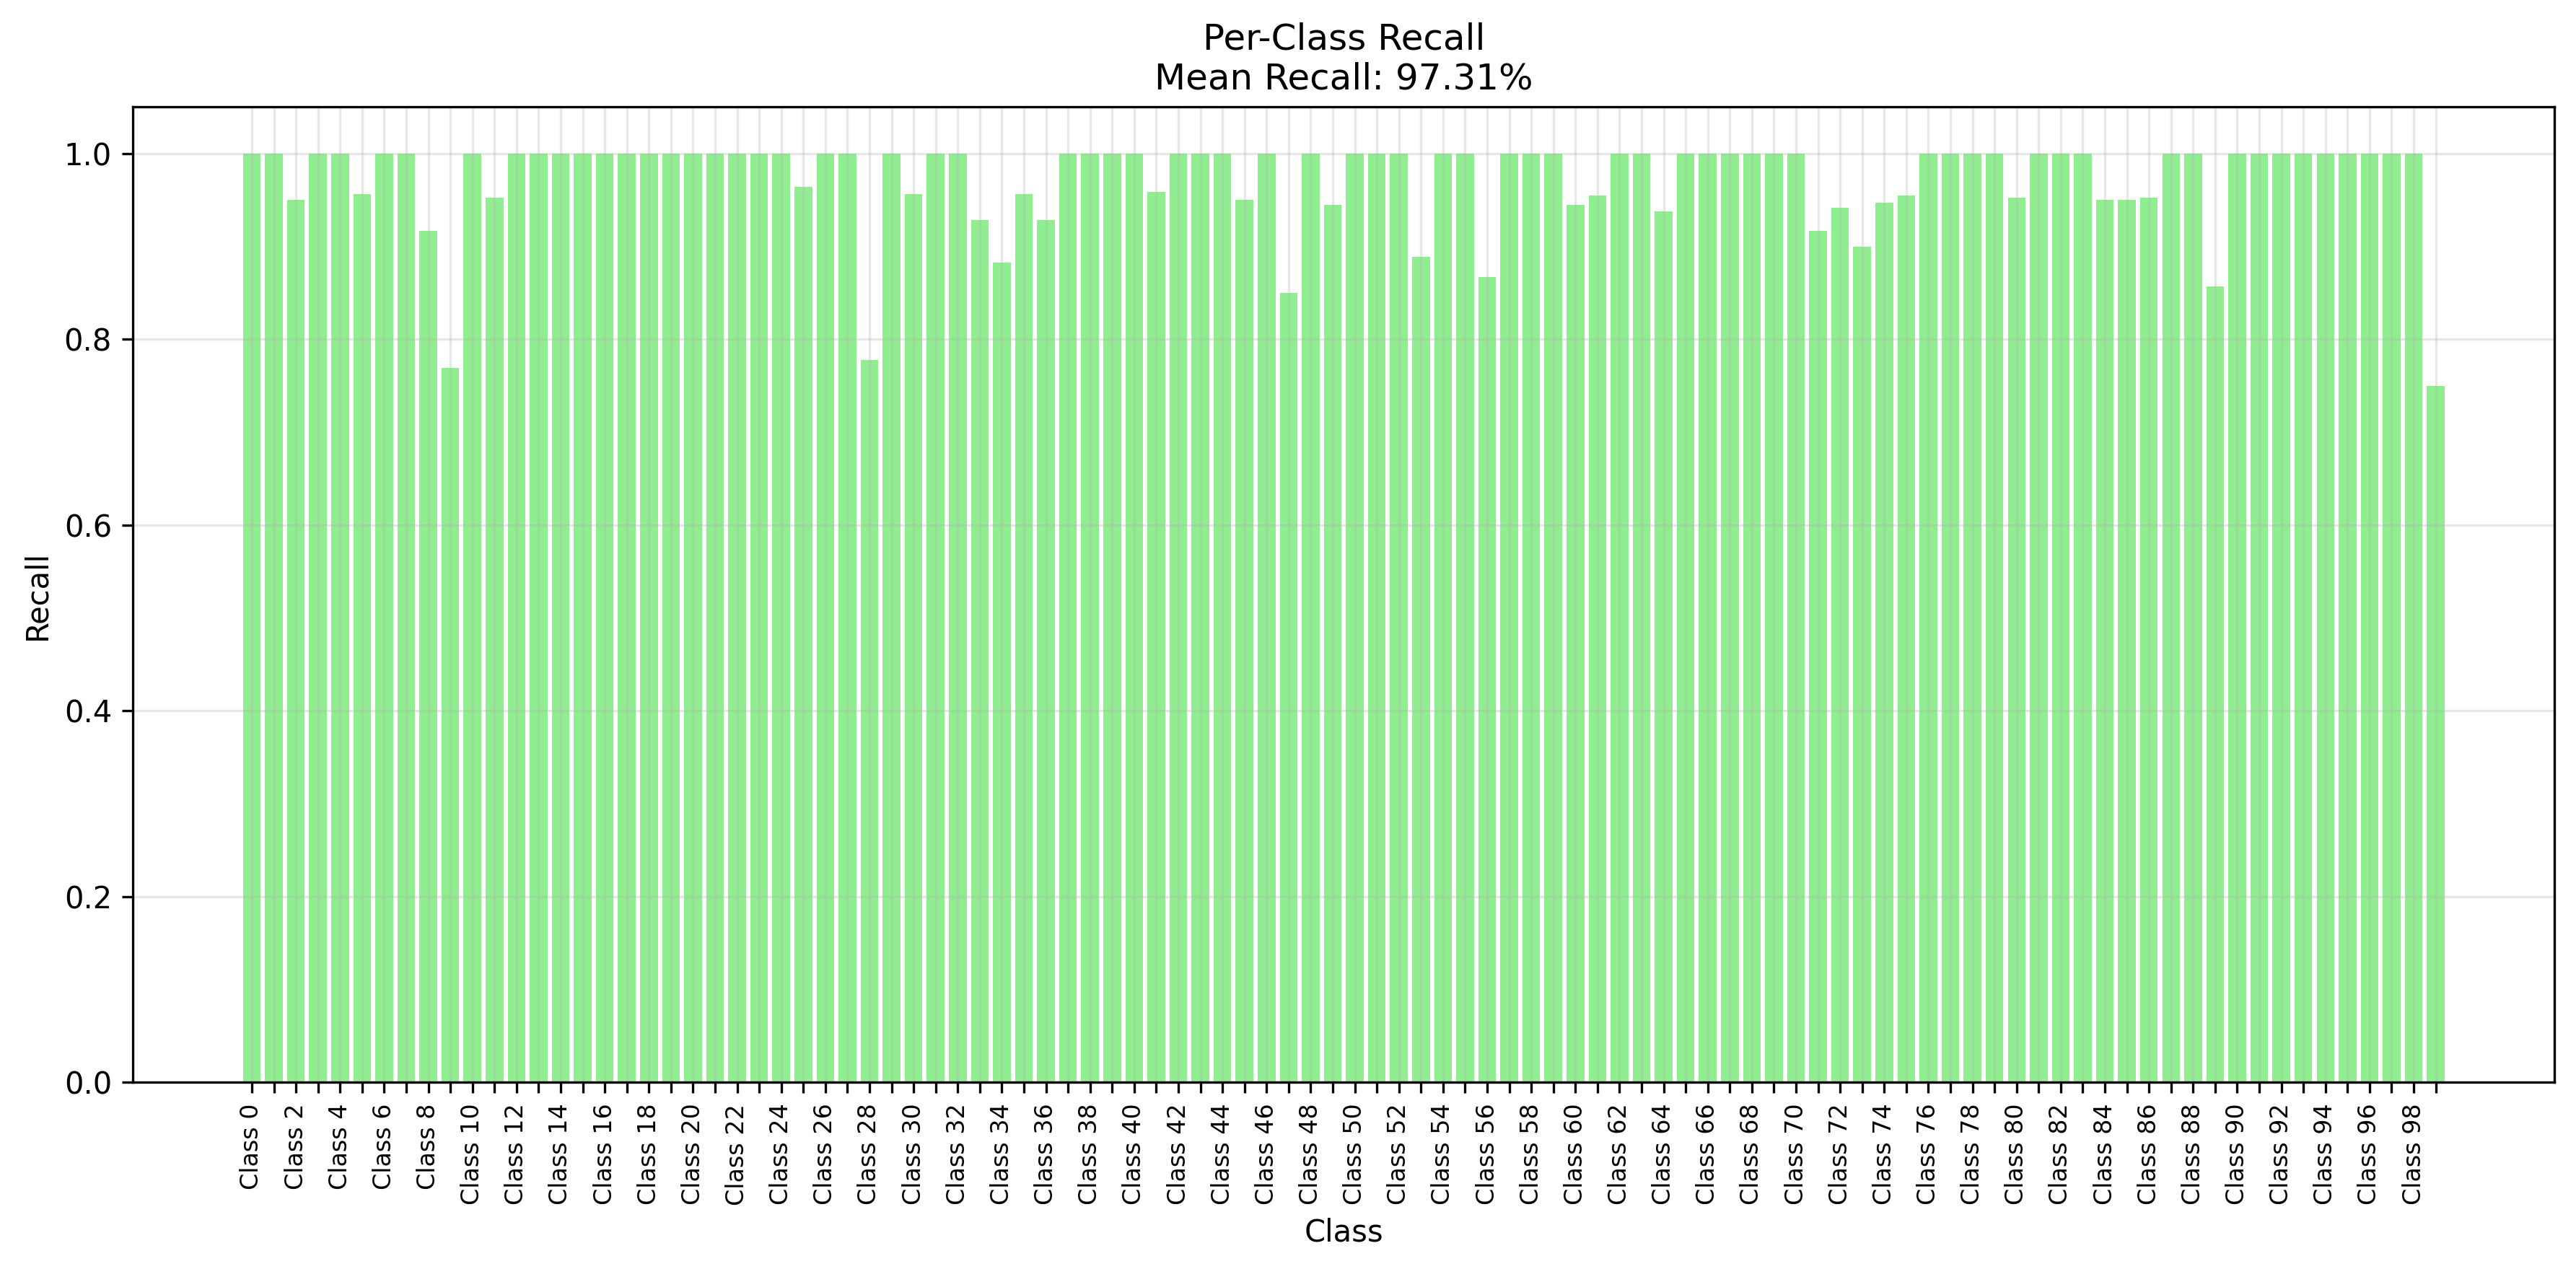 Per-Class Recall
Mean Recall: 97.31%
1.0
0.8
0.6
0.4
0.2
0.0
Recall
Class 0
Class 2
Class 4
Class 6
Class 8
Class 10
Class 12
Class 14
Class 16
Class 18
Class 20
Class 22
Class 24
Class 26
Class 28
Class 30
Class 32
Class 34
Class 36
Class 38
Class 40
Class 42
Class 44
Class 46
Class 48
Class 50
Class 52
Class 54
Class 56
Class 58
Class 60
Class 62
Class 64
Class 66
Class 68
Class 70
Class 72
Class 74
Class 76
Class 78
Class 80
Class 82
Class 84
Class 86
Class 88
Class 90
Class 92
Class 94
Class 96
Class 98
Class